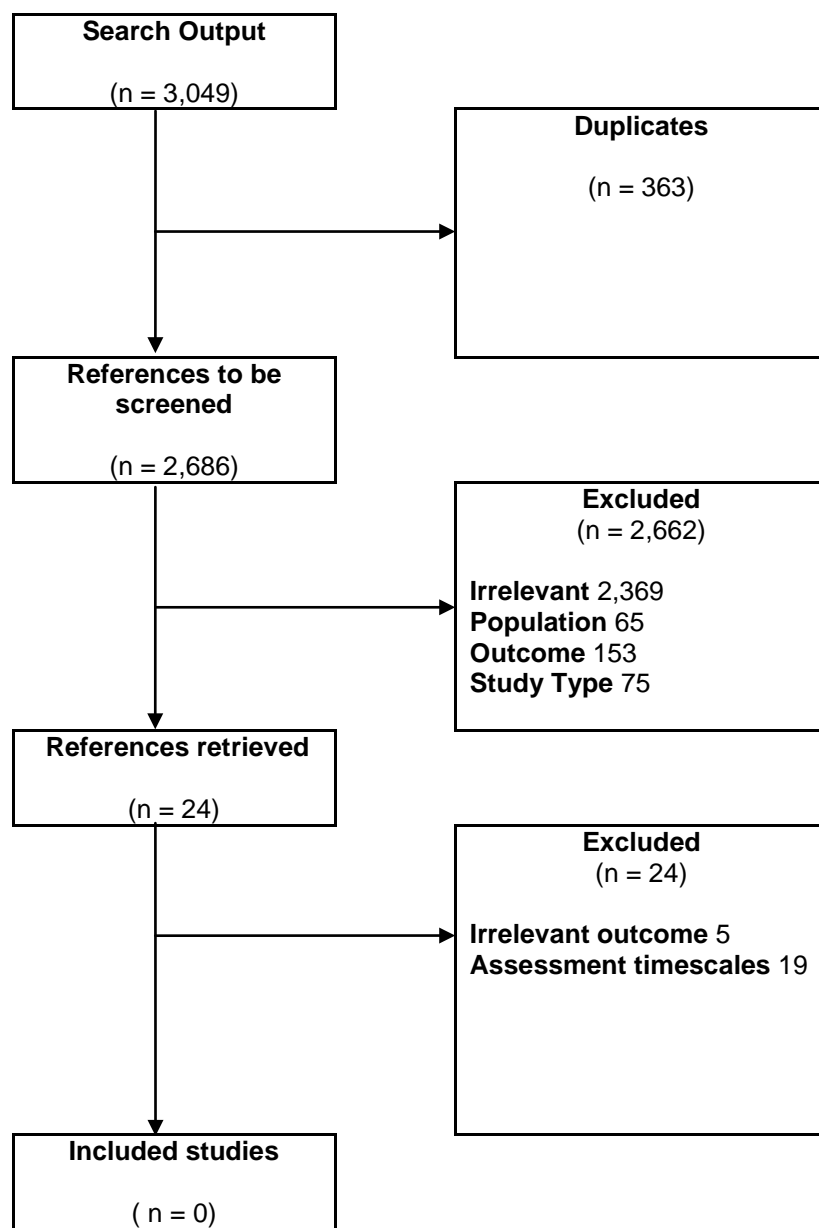 Search Output
(n = 3,049)
Duplicates
(n = 363)
References to be
screened
(n = 2,686)
Excluded
(n = 2,662)
Irrelevant 2,369
Population 65
Outcome 153
Study Type 75
References retrieved
(n = 24)
Excluded
(n = 24)
Irrelevant outcome 5
Assessment timescales 19
Included studies
( n = 0)